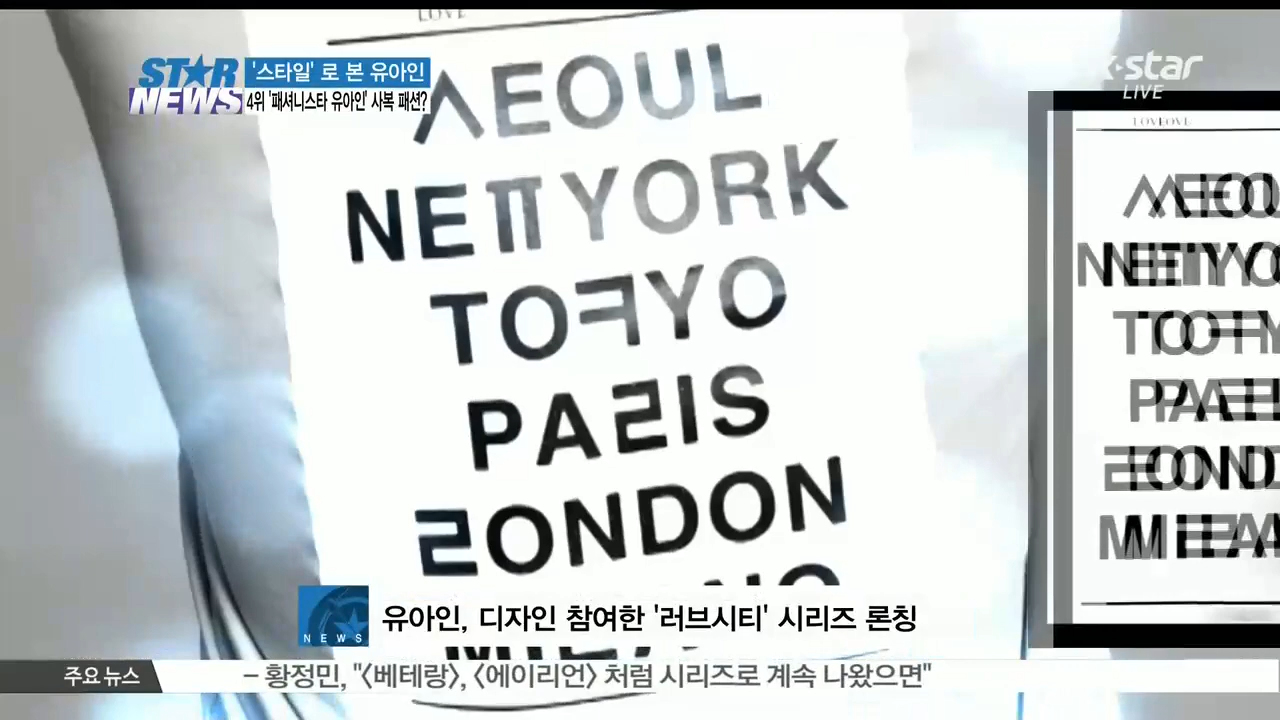 LOVE
STAR NEWS
'스타일' 로 본 유아인
4위 '패셔니스타 유아인' 사복 패션?
k·star
LIVE
ㅅEOUL
NEㅠYORK
TOㅋYO
PAㄹIS
ㄹONDON
NEWS
유아인, 디자인 참여한 '러브시티' 시리즈 론칭
주요 뉴스
- 황정민, "〈베테랑〉, 〈에이리언〉 처럼 시리즈로 계속 나왔으면"